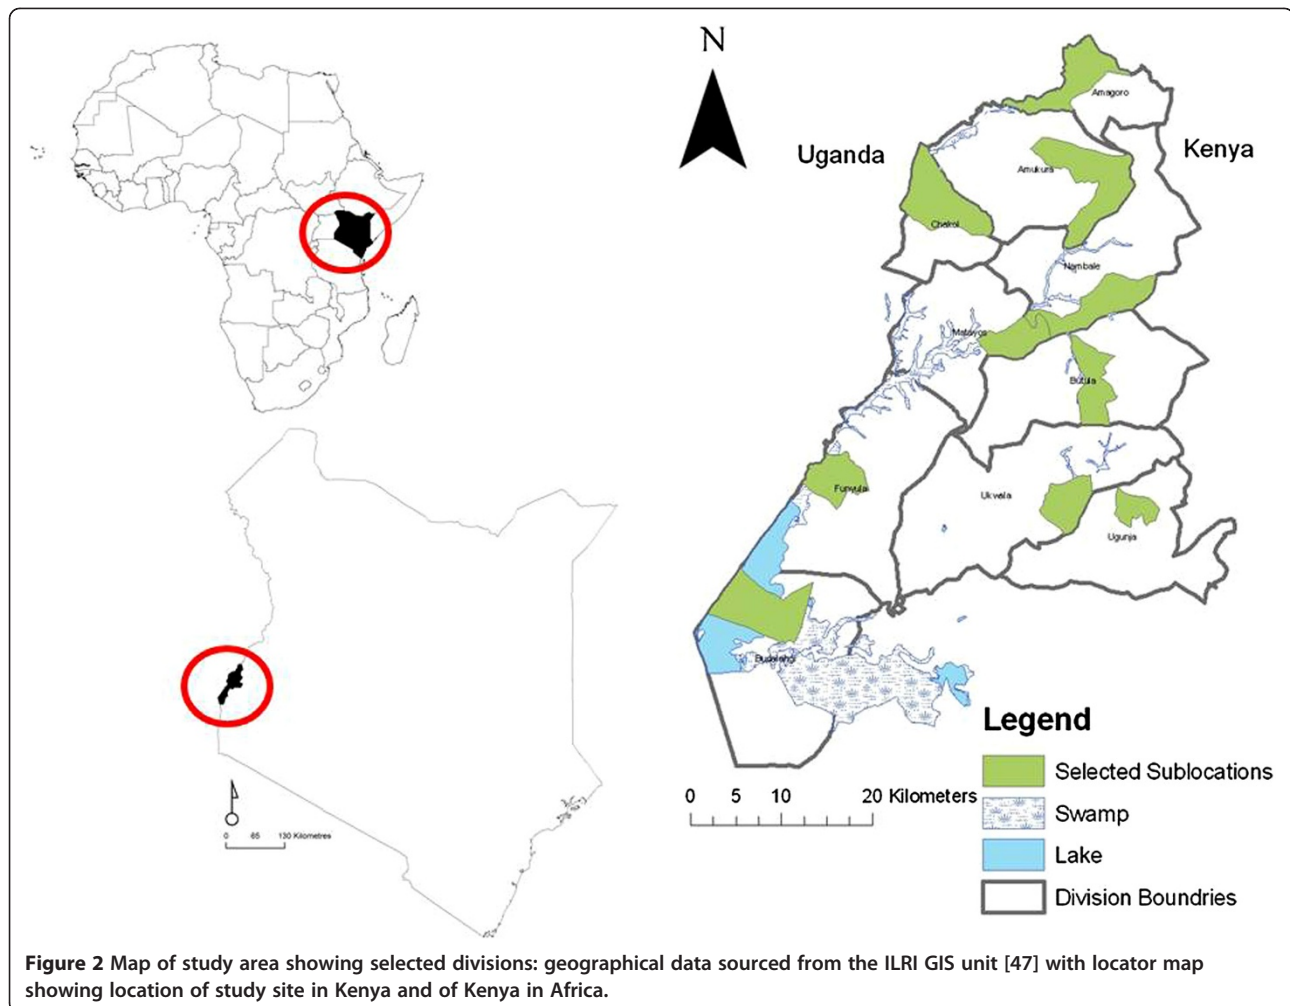 N
Uganda
Kenya
Amagoro
Amukura
Chakol
Nambale
Matayos
Butula
Funyula
Ukwala
Ugunja
Budalangi
Legend
Selected Sublocations
Swamp
Lake
Division Boundries
0 5 10 20 Kilometers
0 65 130 Kilometres
Figure 2 Map of study area showing selected divisions: geographical data sourced from the ILRI GIS unit [47] with locator map
showing location of study site in Kenya and of Kenya in Africa.